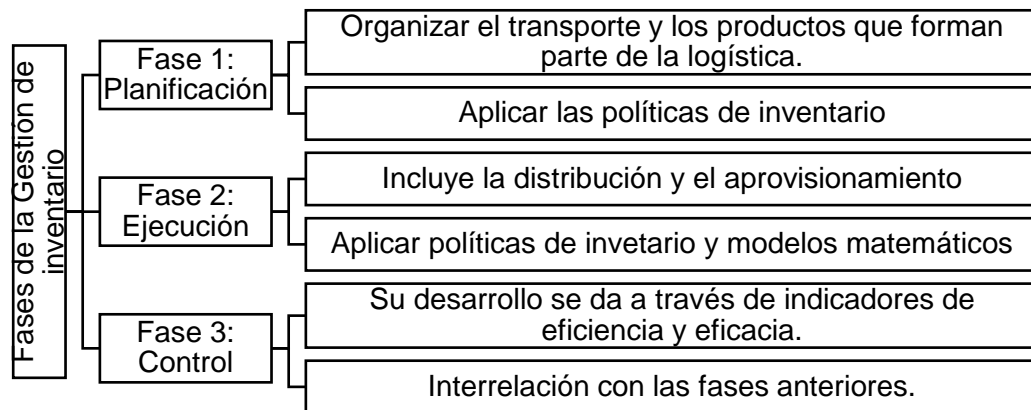 Fases de la Gestión de
inventario
Fase 1:
Planificación
Organizar el transporte y los productos que forman
parte de la logística.
Aplicar las políticas de inventario
Fase 2:
Ejecución
Incluye la distribución y el aprovisionamiento
Aplicar políticas de invetario y modelos matemáticos
Fase 3:
Control
Su desarrollo se da a través de indicadores de
eficiencia y eficacia.
Interrelación con las fases anteriores.